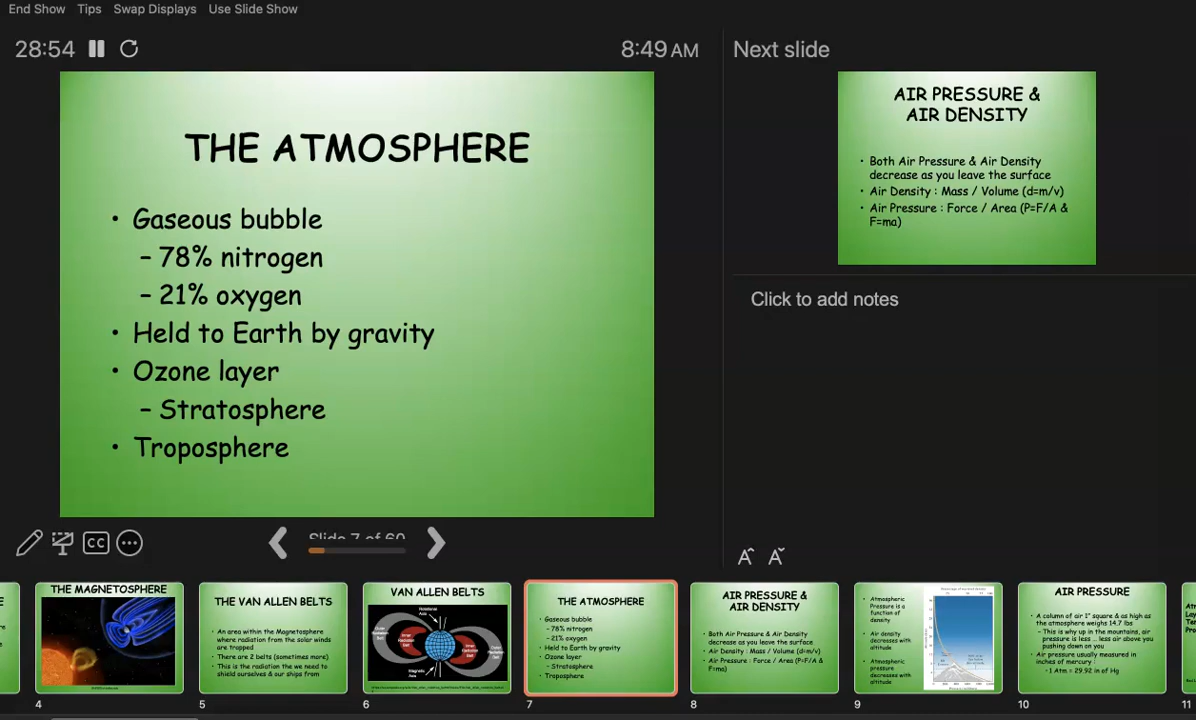 End Show Tips Swap Displays Use Slide Show
28:54
8:49 AM
Next slide
THE ATMOSPHERE
• Gaseous bubble
– 78% nitrogen
– 21% oxygen
• Held to Earth by gravity
• Ozone layer
– Stratosphere
• Troposphere
AIR PRESSURE &
AIR DENSITY
• Both Air Pressure & Air Density
decrease as you leave the surface
• Air Density : Mass / Volume (d=m/v)
• Air Pressure : Force / Area (P=F/A &
F=ma)
Click to add notes
CC
Slide 7 of 60
THE MAGNETOSPHERE
4
THE VAN ALLEN BELTS
• An area within the Magnetosphere
where radiation from the solar winds
are trapped
• There are 2 belts (sometimes more)
• This is the radiation the we need to
shield ourselves & our ships from
5
VAN ALLEN BELTS
6
THE ATMOSPHERE
• Gaseous bubble
– 78% nitrogen
– 21% oxygen
• Held to Earth by gravity
• Ozone layer
– Stratosphere
• Troposphere
7
AIR PRESSURE &
AIR DENSITY
• Both Air Pressure & Air Density
decrease as you leave the surface
• Air Density : Mass / Volume (d=m/v)
• Air Pressure : Force / Area (P=F/A &
F=ma)
8
• Atmospheric
Pressure is a
function of
density
• Air density
decreases with
altitude
• Atmospheric
pressure
decreases with
altitude
9
AIR PRESSURE
• A column of air 1" square & as high as
the atmosphere weighs 14.7 lbs
– This is why up in the mountains, air
pressure is less … less air above you
pushing down on you
• Air pressure usually measured in
inches of mercury
– 1 Atm = 29.92 in of Hg
10
11